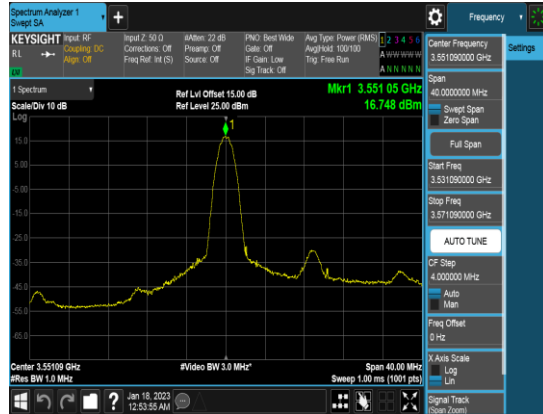 Spectrum Analyzer 1
Swept SA
+
Frequency
KEYSIGHT
RL
Input: RF
Coupling: DC
Align: Off
Input Z: 50 Ω
Corrections: Off
Freq Ref: Int (S)
#Atten: 22 dB
Preamp: Off
Source: Off
PNO: Best Wide
Gate: Off
IF Gain: Low
Sig Track: Off
Avg Type: Power (RMS)
Avg|Hold: 100/100
Trig: Free Run
1 2 3 4 5 6
A W W W W W
A N N N N N
1 Spectrum
Scale/Div 10 dB
Log
Ref Lvl Offset 15.00 dB
Ref Level 25.00 dBm
Mkr1 3.551 05 GHz
16.748 dBm
1
15.0
5.00
-5.00
-15.0
-25.0
-35.0
-45.0
-55.0
-65.0
Center 3.55109 GHz
#Res BW 1.0 MHz
#Video BW 3.0 MHz*
Span 40.00 MHz
Sweep 1.00 ms (1001 pts)
Center Frequency
3.551090000 GHz
Settings
Span
40.0000000 MHz
Swept Span
Zero Span
Full Span
Start Freq
3.531090000 GHz
Stop Freq
3.571090000 GHz
AUTO TUNE
CF Step
4.000000 MHz
Auto
Man
Freq Offset
0 Hz
X Axis Scale
Log
Lin
Signal Track
(Span Zoom)
?
Jan 18, 2023
12:53:55 AM